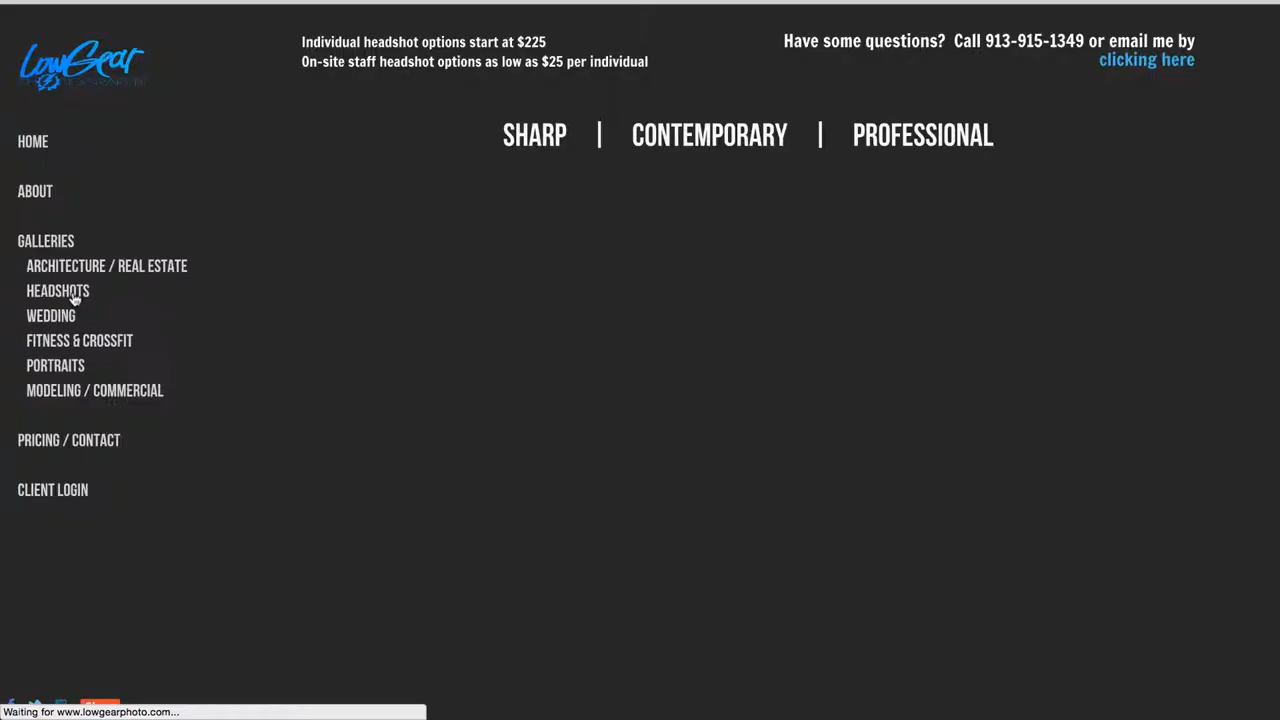 LowGear
Individual headshot options start at $225
On-site staff headshot options as low as $25 per individual
Have some questions? Call 913-915-1349 or email me by
clicking here
SHARP | CONTEMPORARY | PROFESSIONAL
HOME
ABOUT
GALLERIES
ARCHITECTURE / REAL ESTATE
HEADSHOTS
WEDDING
FITNESS & CROSSFIT
PORTRAITS
MODELING / COMMERCIAL
PRICING / CONTACT
CLIENT LOGIN
Waiting for www.lowgearphoto.com...